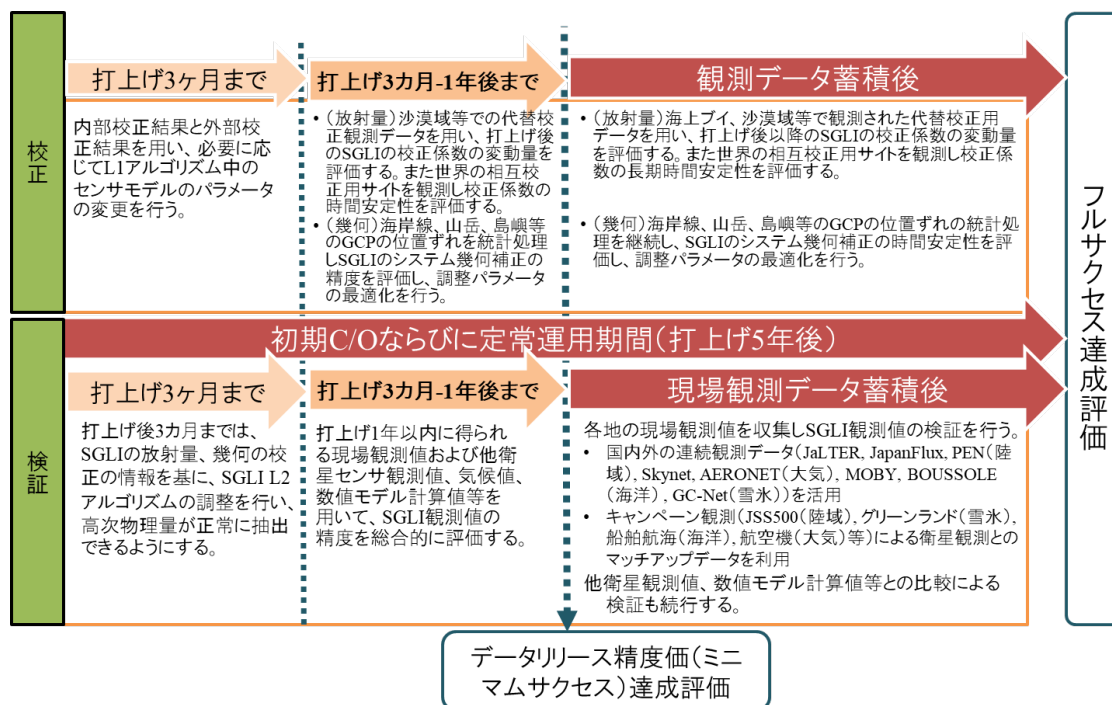 校正
打上げ3ヶ月まで
内部校正結果と外部校
正結果を用い、必要に応
じてL1アルゴリズム中の
センサモデルのパラメータ
の変更を行う。
打上げ3カ月-1年後まで
・(放射量)沙漠域等での代替校
正観測データを用い、打上げ後
のSGLIの校正係数の変動量を
評価する。また世界の相互校
正用サイトを観測し校正係数の
時間安定性を評価する。
・(幾何)海岸線、山岳、島嶼等
のGCPの位置ずれを統計処理
しSGLIのシステム幾何補正の
精度を評価し、調整パラメータ
の最適化を行う。
観測データ蓄積後
・(放射量)海上ブイ、沙漠域等で観測された代替校正用
データを用い、打上げ後以降のSGLIの校正係数の変動量
を評価する。また世界の相互校正用サイトを観測し校正係
数の長期時間安定性を評価する。
・(幾何)海岸線、山岳、島嶼等のGCPの位置ずれの統計処
理を継続し、SGLIのシステム幾何補正の時間安定性を評
価し、調整パラメータの最適化を行う。
検証
初期C/Oならびに定常運用期間(打上げ5年後)
打上げ3ヶ月まで
打上げ後3カ月までは、
SGLIの放射量、幾何の校
正の情報を基に、SGLI L2
アルゴリズムの調整を行い、
高次物理量が正常に抽出
できるようにする。
打上げ3カ月-1年後まで
打上げ1年以内に得られ
る現場観測値および他衛
星センサ観測値、気候値、
数値モデル計算値等を
用いて、SGLI観測値の
精度を総合的に評価する。
現場観測データ蓄積後
各地の現場観測値を収集しSGLI観測値の検証を行う。
・国内外の連続観測データ(JaLTER, JapanFlux, PEN(陸
域), Skynet, AERONET(大気), MOBY, BOUSSOLE
(海洋), GC-Net(雪氷))を活用
・キャンペーン観測(JSS500(陸域), グリーンランド(雪氷),
船舶航海(海洋), 航空機(大気)等)による衛星観測との
マッチアップデータを利用
他衛星観測値、数値モデル計算値等との比較による
検証も続行する。
データリリース精度価(ミニ
マムサクセス)達成評価
フルサクセス達成評価